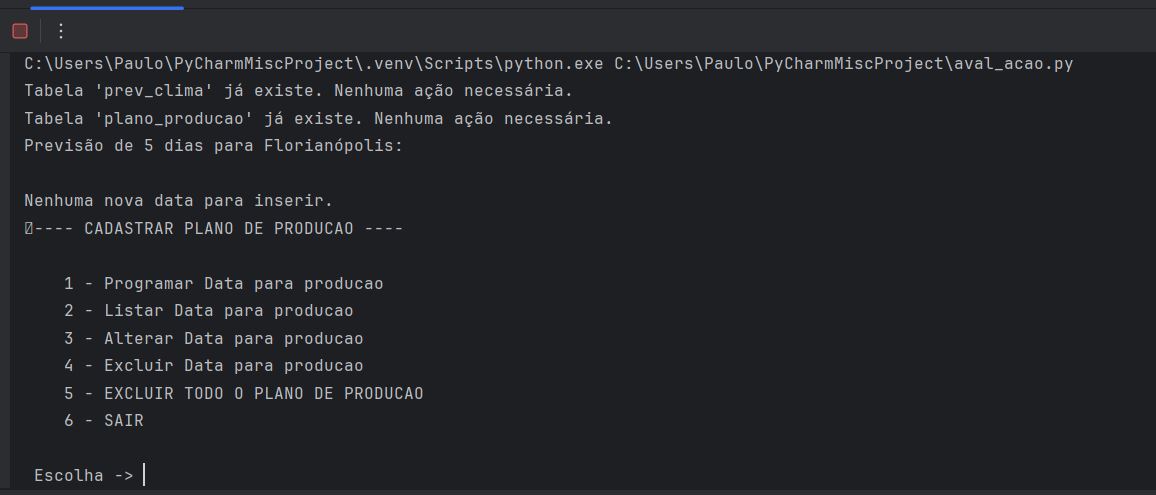 C:\Users\Paulo\PyCharmMiscProject\.venv\Scripts\python.exe C:\Users\Paulo\PyCharmMiscProject\aval_acao.py
Tabela 'prev_clima' já existe. Nenhuma ação necessária.
Tabela 'plano_producao' já existe. Nenhuma ação necessária.
Previsão de 5 dias para Florianópolis:
Nenhuma nova data para inserir.
---- CADASTRAR PLANO DE PRODUCAO ----
1 - Programar Data para producao
2 - Listar Data para producao
3 - Alterar Data para producao
4 - Excluir Data para producao
5 - EXCLUIR TODO O PLANO DE PRODUCAO
6 - SAIR
Escolha ->